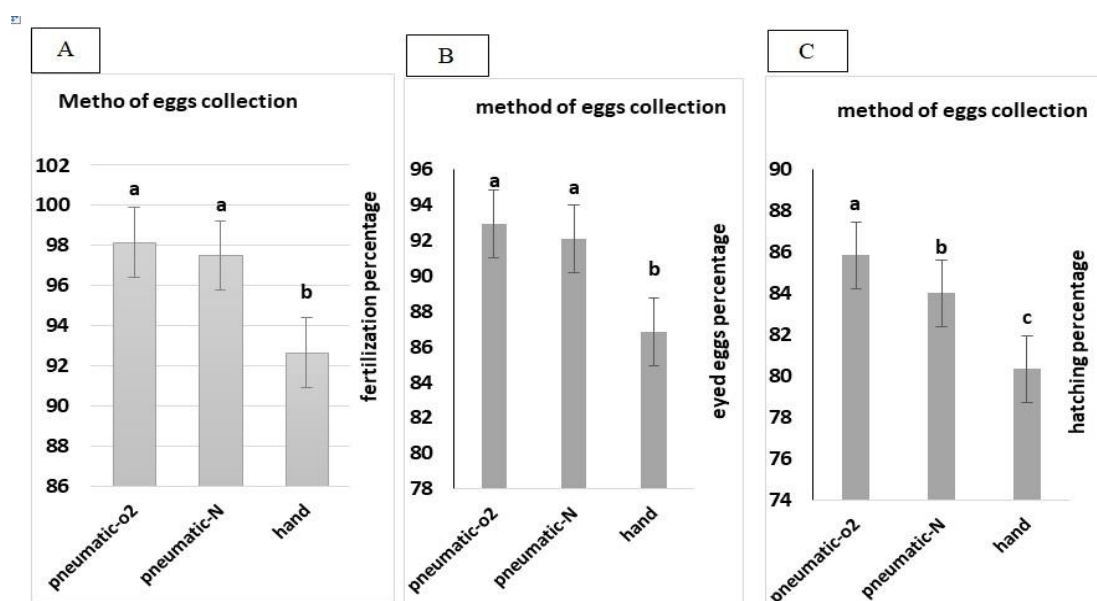 A
Metho of eggs collection
102
100
98
96
94
92
90
88
86
a
a
b
fertilization percentage
pneumatic-o2
pneumatic-N
hand
B
method of eggs collection
96
94
92
90
88
86
84
82
80
78
a
a
b
eyed eggs percentage
pneumatic-o2
pneumatic-N
hand
C
method of eggs collection
90
88
86
84
82
80
78
76
74
a
b
c
hatching percentage
pneumatic-o2
pneumatic-N
hand